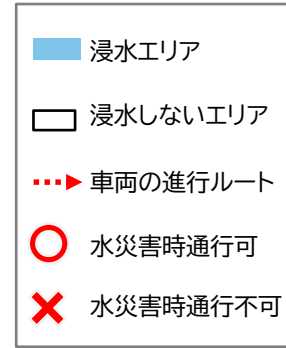 浸水エリア
浸水しないエリア
車両の進行ルート
水災害時通行可
水災害時通行不可